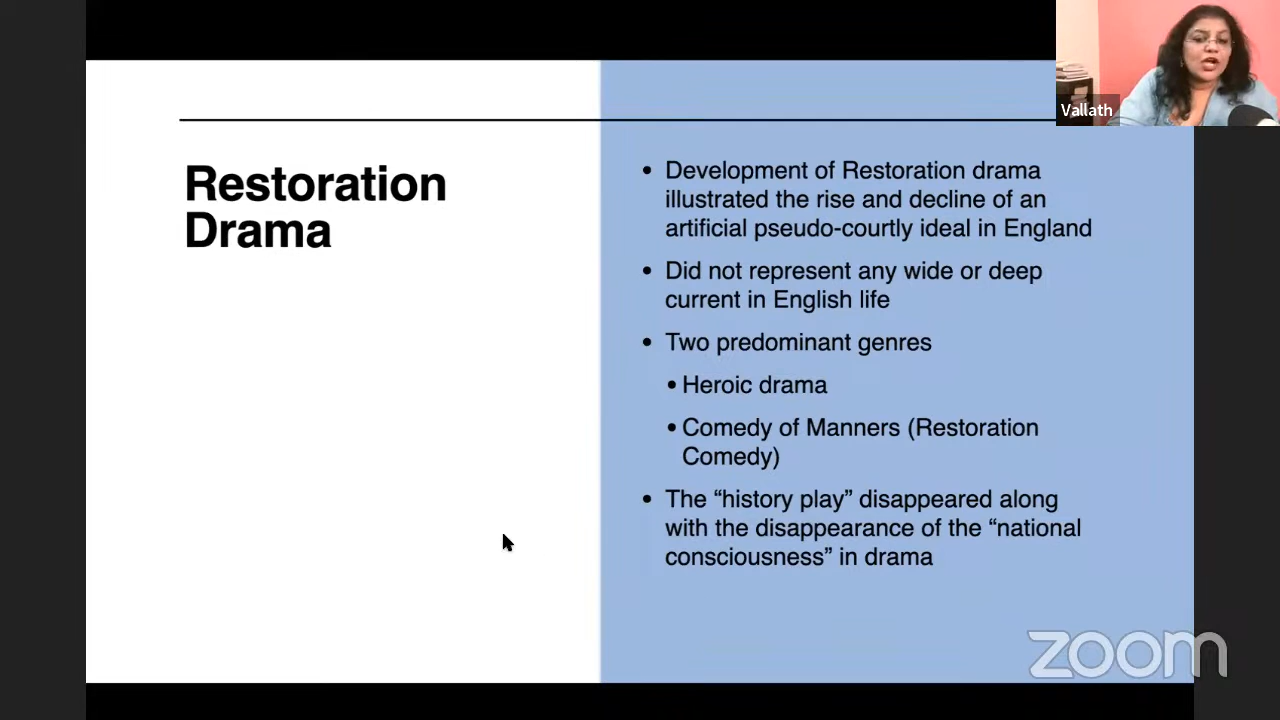 Vallath
Restoration
Drama
• Development of Restoration drama
illustrated the rise and decline of an
artificial pseudo-courtly ideal in England
• Did not represent any wide or deep
current in English life
• Two predominant genres
• Heroic drama
• Comedy of Manners (Restoration
Comedy)
• The “history play” disappeared along
with the disappearance of the “national
consciousness” in drama
zoom